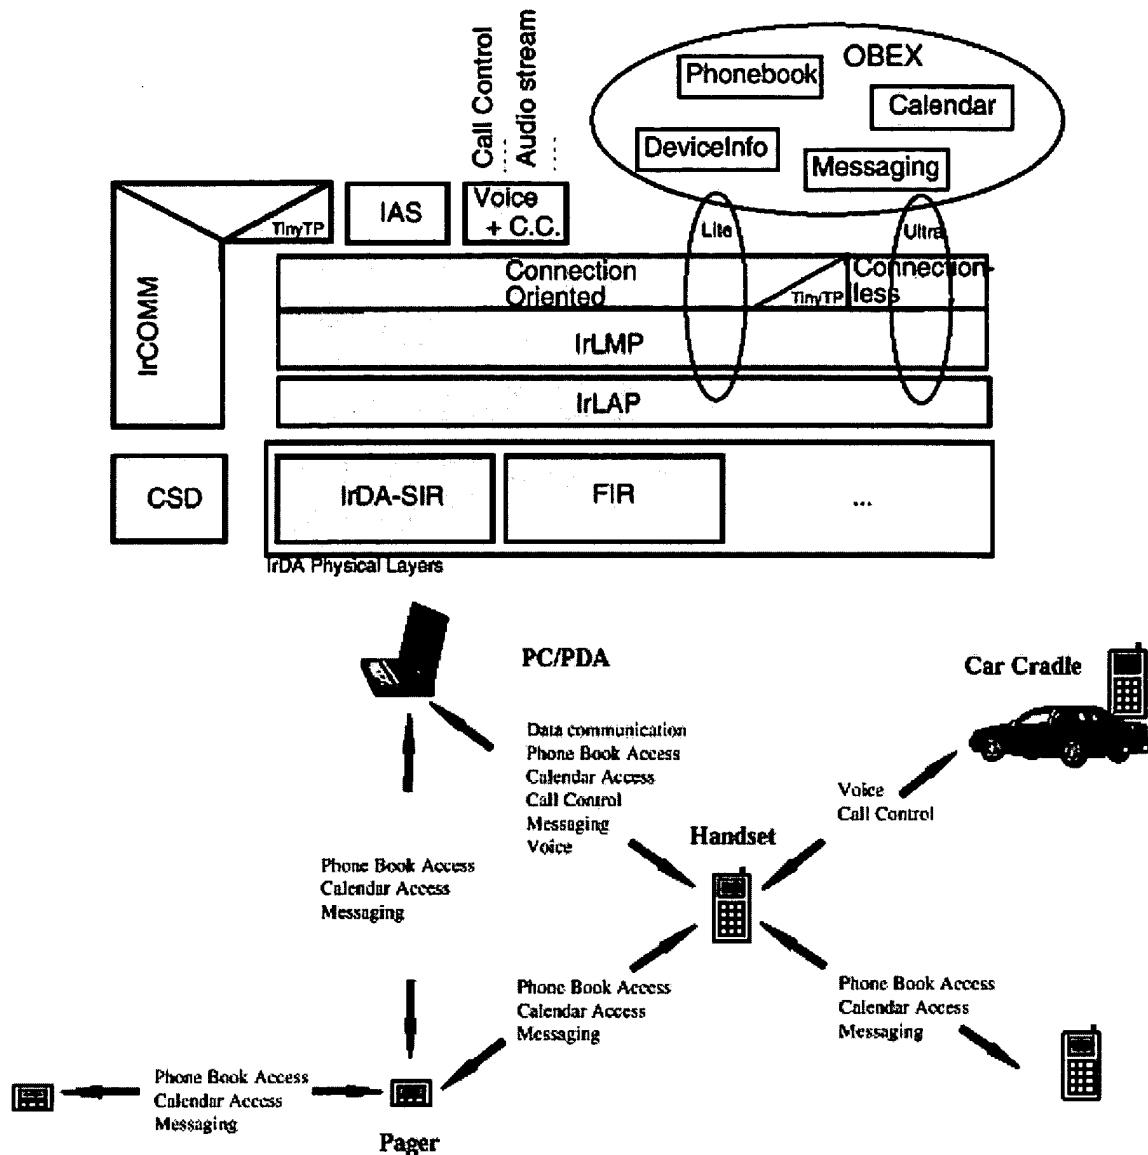 Call Control
Audio stream
OBEX
Phonebook
Calendar
DeviceInfo
Messaging
TinyTP
IAS
Voice
+ C.C.
Lite
Ultra
IrCOMM
Connection
Oriented
TinyTP
Connection-
less
IrLMP
IrLAP
CSD
IrDA-SIR
FIR
...
IrDA Physical Layers
PC/PDA
Car Cradle
Data communication
Phone Book Access
Calendar Access
Call Control
Messaging
Voice
Voice
Call Control
Handset
Phone Book Access
Calendar Access
Messaging
Phone Book Access
Calendar Access
Messaging
Phone Book Access
Calendar Access
Messaging
Phone Book Access
Calendar Access
Messaging
Pager